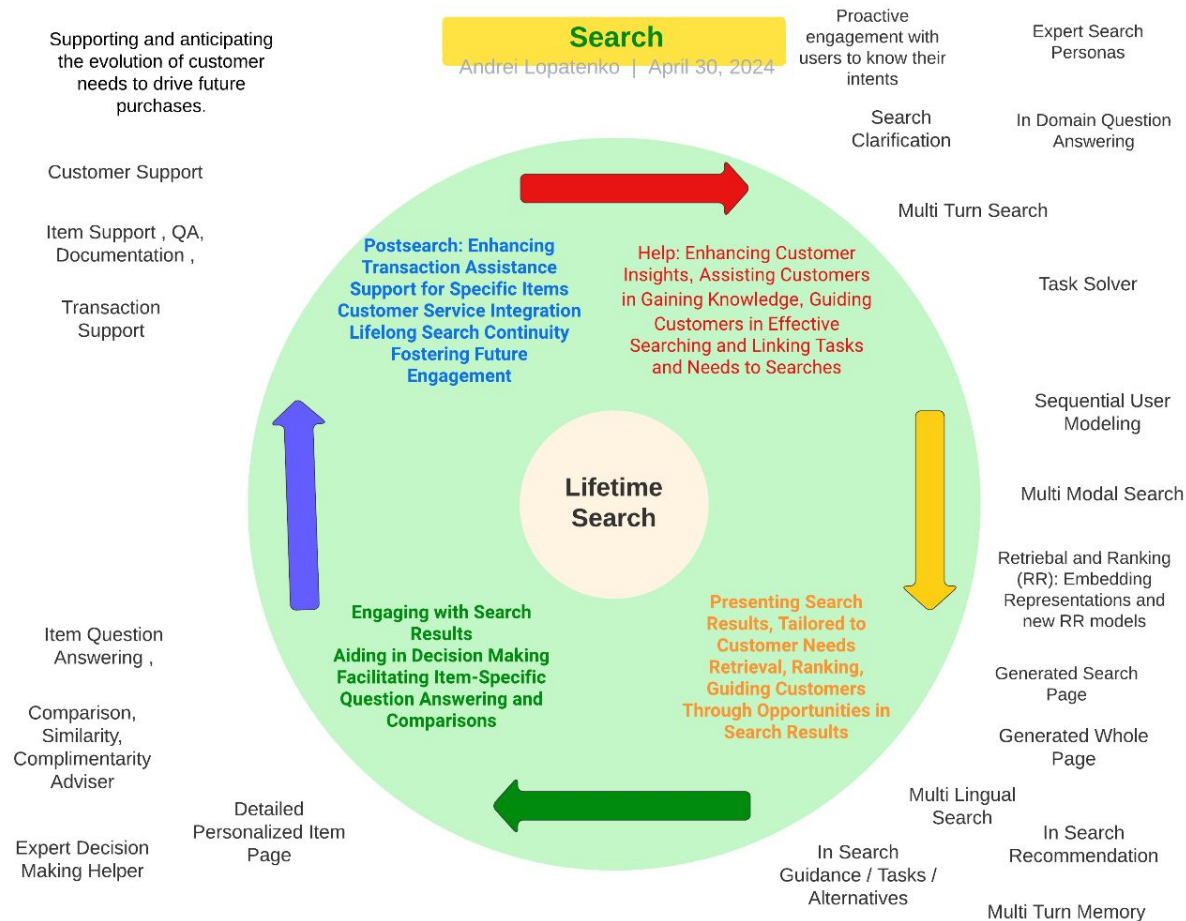 Search
Andrei Lopatenko | April 30, 2024
Supporting and anticipating
the evolution of customer
needs to drive future
purchases.
Customer Support
Item Support , QA,
Documentation ,
Transaction
Support
Proactive
engagement with
users to know their
intents
Expert Search
Personas
Search
Clarification
In Domain Question
Answering
Multi Turn Search
Task Solver
Postsearch: Enhancing
Transaction Assistance
Support for Specific Items
Customer Service Integration
Lifelong Search Continuity
Fostering Future
Engagement
Help: Enhancing Customer
Insights, Assisting Customers
in Gaining Knowledge, Guiding
Customers in Effective
Searching and Linking Tasks
and Needs to Searches
Lifetime
Search
Sequential User
Modeling
Multi Modal Search
Retriebal and Ranking
(RR): Embedding
Representations and
new RR models
Generated Search
Page
Generated Whole
Page
Engaging with Search
Results
Aiding in Decision Making
Facilitating Item-Specific
Question Answering and
Comparisons
Presenting Search
Results, Tailored to
Customer Needs
Retrieval, Ranking,
Guiding Customers
Through Opportunities in
Search Results
Item Question
Answering ,
Comparison,
Similarity,
Complimentarity
Adviser
Expert Decision
Making Helper
Detailed
Personalized Item
Page
Multi Lingual
Search
In Search
Recommendation
In Search
Guidance / Tasks /
Alternatives
Multi Turn Memory